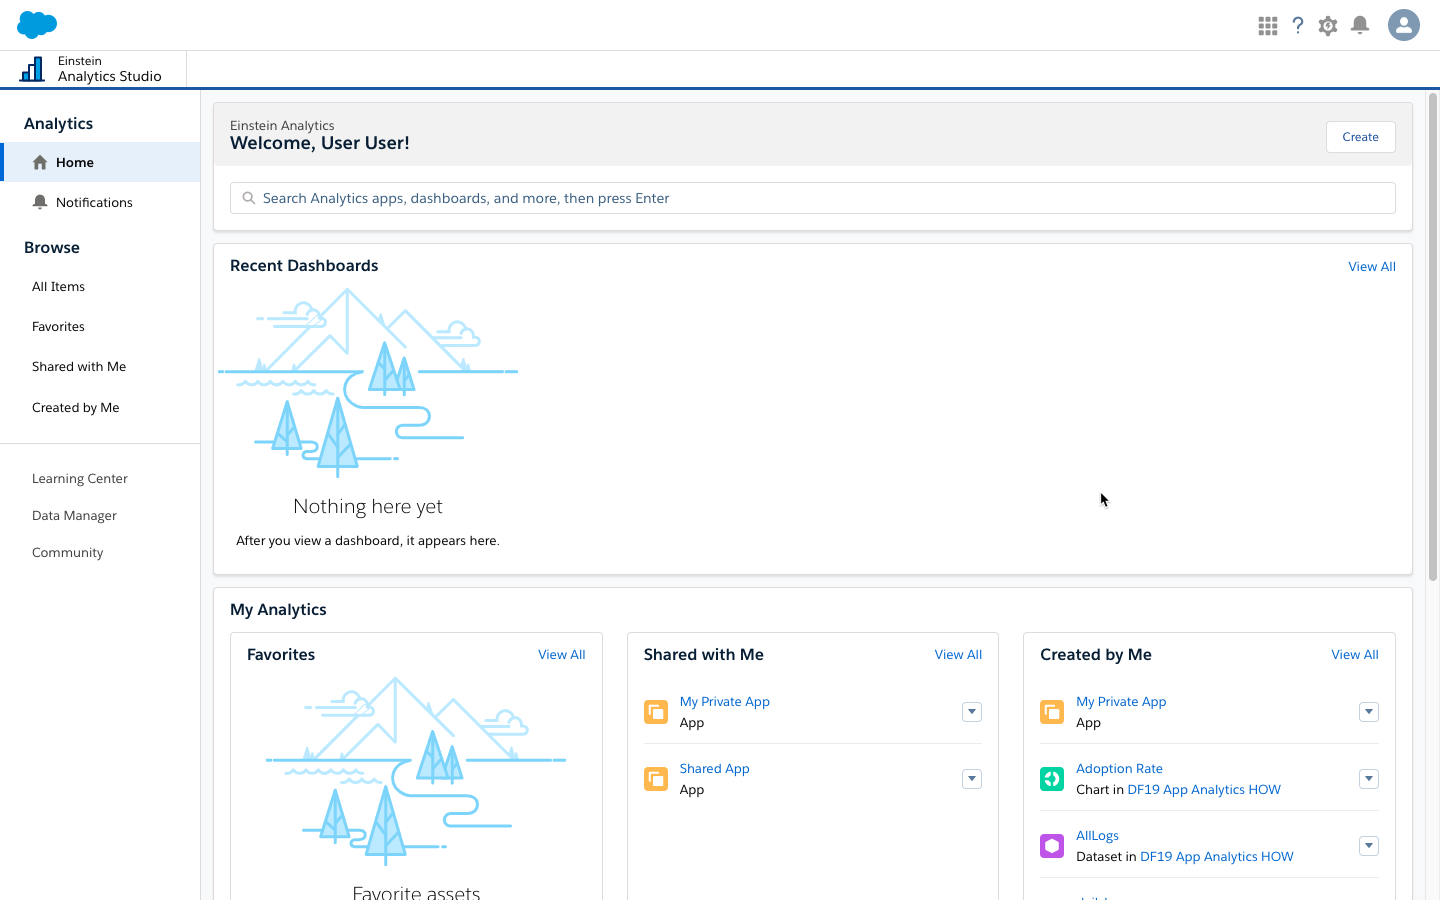 ?
Einstein
Analytics Studio
Analytics
Home
Notifications
Browse
All Items
Favorites
Shared with Me
Created by Me
Learning Center
Data Manager
Community
Einstein Analytics
Welcome, User User!
Create
Search Analytics apps, dashboards, and more, then press Enter
Recent Dashboards
View All
Nothing here yet
After you view a dashboard, it appears here.
My Analytics
Favorites
View All
Favorite assets
Shared with Me
View All
My Private App
App
Shared App
App
Created by Me
View All
My Private App
App
Adoption Rate
Chart in DF19 App Analytics HOW
AllLogs
Dataset in DF19 App Analytics HOW